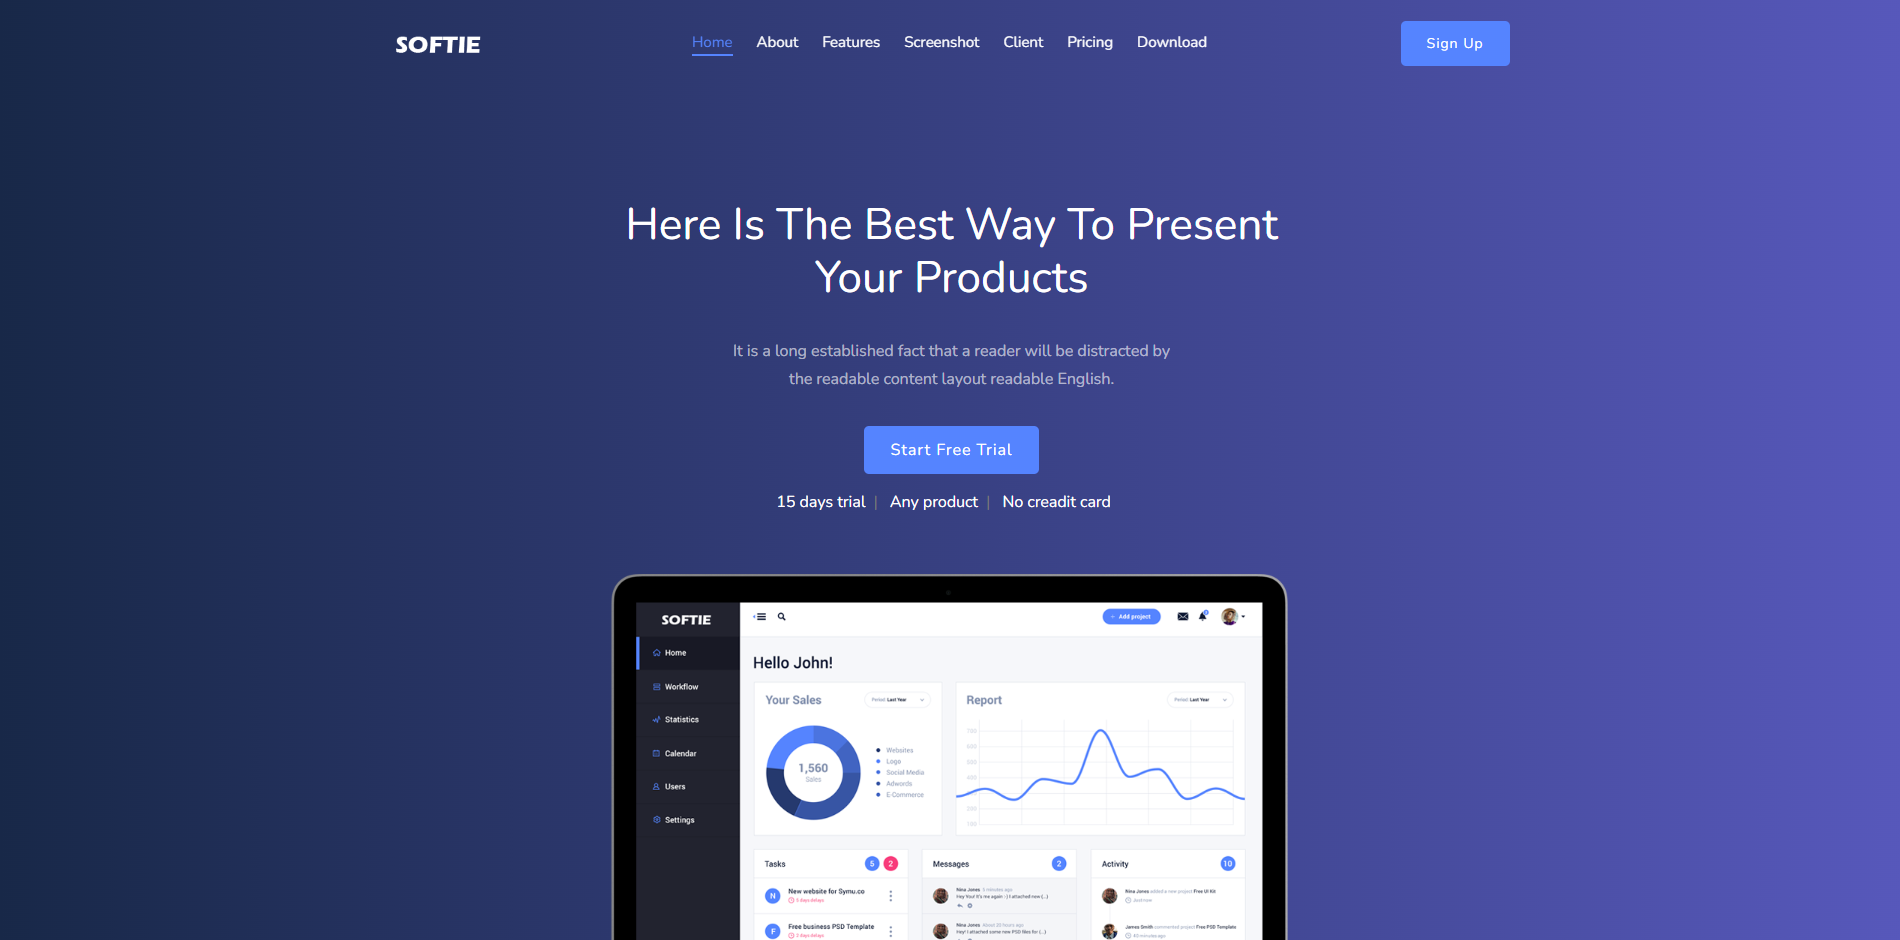 SOFTIE
Home About Features Screenshot Client Pricing Download
Sign Up
Here Is The Best Way To Present
Your Products
It is a long established fact that a reader will be distracted by
the readable content layout readable English.
Start Free Trial
15 days trial | Any product | No creadit card
SOFTIE
+ Add project
Home
Workflow
Statistics
Calendar
Users
Settings
Hello John!
Your Sales
Period: Last Year
1,560
Sales
Websites
Logo
Social Media
Adwords
E-Commerce
Report
Period: Last Year
700
600
500
400
200
100
Tasks 5 2
N New website for Symu.co
5 days delays
F Free business PSD Template
2 days delays
Messages 2
Nina Jones 5 minutes ago
Hey You! It's me again :-) I attached new (...)
Nina Jones About 20 hours ago
Hey! I attached some new PSD files for (...)
Activity 10
Nina Jones added a new project Free UI Kit
Just now
James Smith commented project Free PSD Template
40 minutes ago